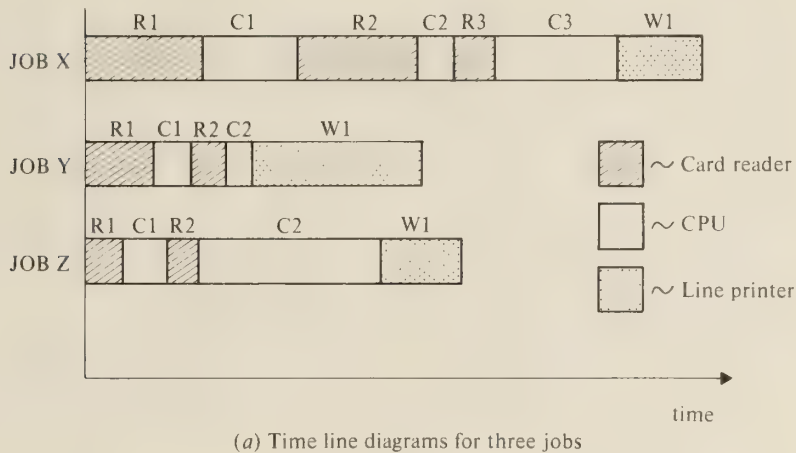 R1 C1 R2 C2 R3 C3 W1
JOB X
R1 C1 R2 C2 W1
JOB Y
~ Card reader
R1 C1 R2 C2 W1
~ CPU
JOB Z
~ Line printer
time
(a) Time line diagrams for three jobs